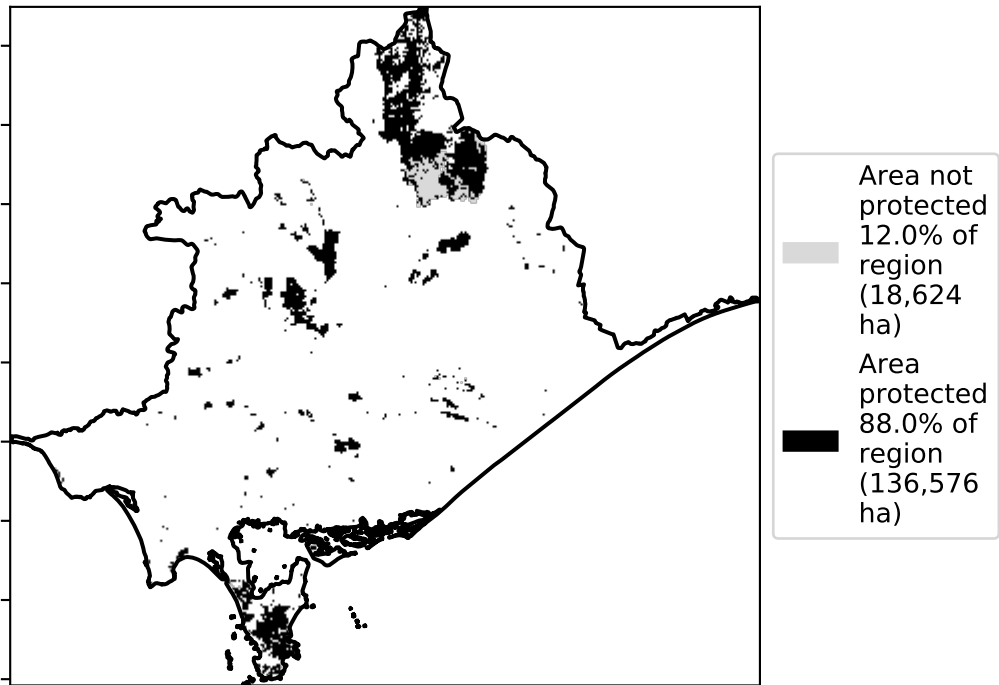 Area not
protected
12.0% of
region
(18,624
ha)
Area
protected
88.0% of
region
(136,576
ha)